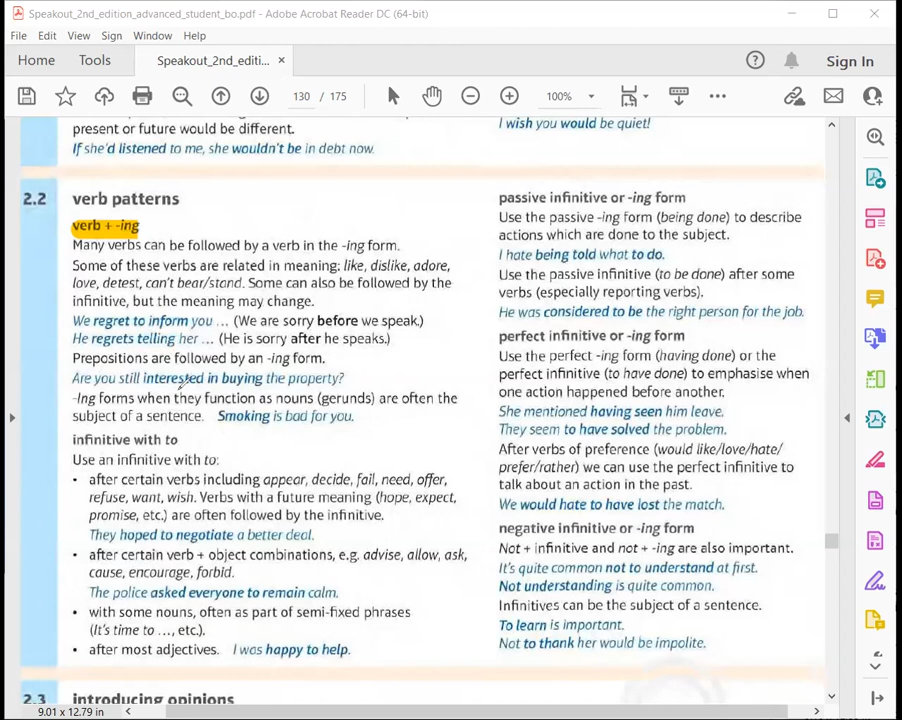 Speakout_2nd_edition_advanced_student_bo.pdf - Adobe Acrobat Reader DC (64-bit)
File Edit View Sign Window Help
Home Tools Speakout_2nd_editi... × Sign In
130 / 175 100%
present or future would be different.
If she'd listened to me, she wouldn't be in debt now.
I wish you would be quiet!
2.2 verb patterns
verb + -ing
Many verbs can be followed by a verb in the -ing form.
Some of these verbs are related in meaning: like, dislike, adore,
love, detest, can't bear/stand. Some can also be followed by the
infinitive, but the meaning may change.
We regret to inform you ... (We are sorry before we speak.)
He regrets telling her ... (He is sorry after he speaks.)
Prepositions are followed by an -ing form.
Are you still interested in buying the property?
-Ing forms when they function as nouns (gerunds) are often the
subject of a sentence. Smoking is bad for you.
infinitive with to
Use an infinitive with to:
• after certain verbs including appear, decide, fail, need, offer,
refuse, want, wish. Verbs with a future meaning (hope, expect,
promise, etc.) are often followed by the infinitive.
They hoped to negotiate a better deal.
• after certain verb + object combinations, e.g. advise, allow, ask,
cause, encourage, forbid.
The police asked everyone to remain calm.
• with some nouns, often as part of semi-fixed phrases
(It's time to ..., etc.).
• after most adjectives. I was happy to help.
passive infinitive or -ing form
Use the passive -ing form (being done) to describe
actions which are done to the subject.
I hate being told what to do.
Use the passive infinitive (to be done) after some
verbs (especially reporting verbs).
He was considered to be the right person for the job.
perfect infinitive or -ing form
Use the perfect -ing form (having done) or the
perfect infinitive (to have done) to emphasise when
one action happened before another.
She mentioned having seen him leave.
They seem to have solved the problem.
After verbs of preference (would like/love/hate/
prefer/rather) we can use the perfect infinitive to
talk about an action in the past.
We would hate to have lost the match.
negative infinitive or -ing form
Not + infinitive and not + -ing are also important.
It's quite common not to understand at first.
Not understanding is quite common.
Infinitives can be the subject of a sentence.
To learn is important.
Not to thank her would be impolite.
2.3 introducing opinions
9.01 x 12.79 in